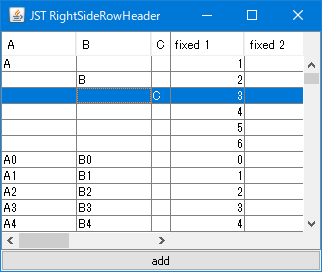 JST RightSideRowHeader
A B C fixed 1 fixed 2
A 1
B 2
C 3
4
5
6
A0 B0 0
A1 B1 1
A2 B2 2
A3 B3 3
A4 B4 4
add